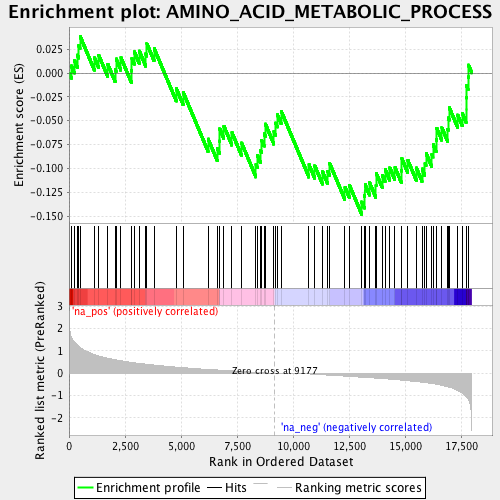 Enrichment plot: AMINO_ACID_METABOLIC_PROCESS
Enrichment score (ES)
0.025
0.000
-0.025
-0.050
-0.075
-0.100
-0.125
-0.150
Ranked list metric (PreRanked)
3
2
1
0
-1
-2
'na_pos' (positively correlated)
Zero cross at 9177
'na_neg' (negatively correlated)
0
2,500
5,000
7,500
10,000
12,500
15,000
17,500
Rank in Ordered Dataset
Enrichment profile
Hits
Ranking metric scores